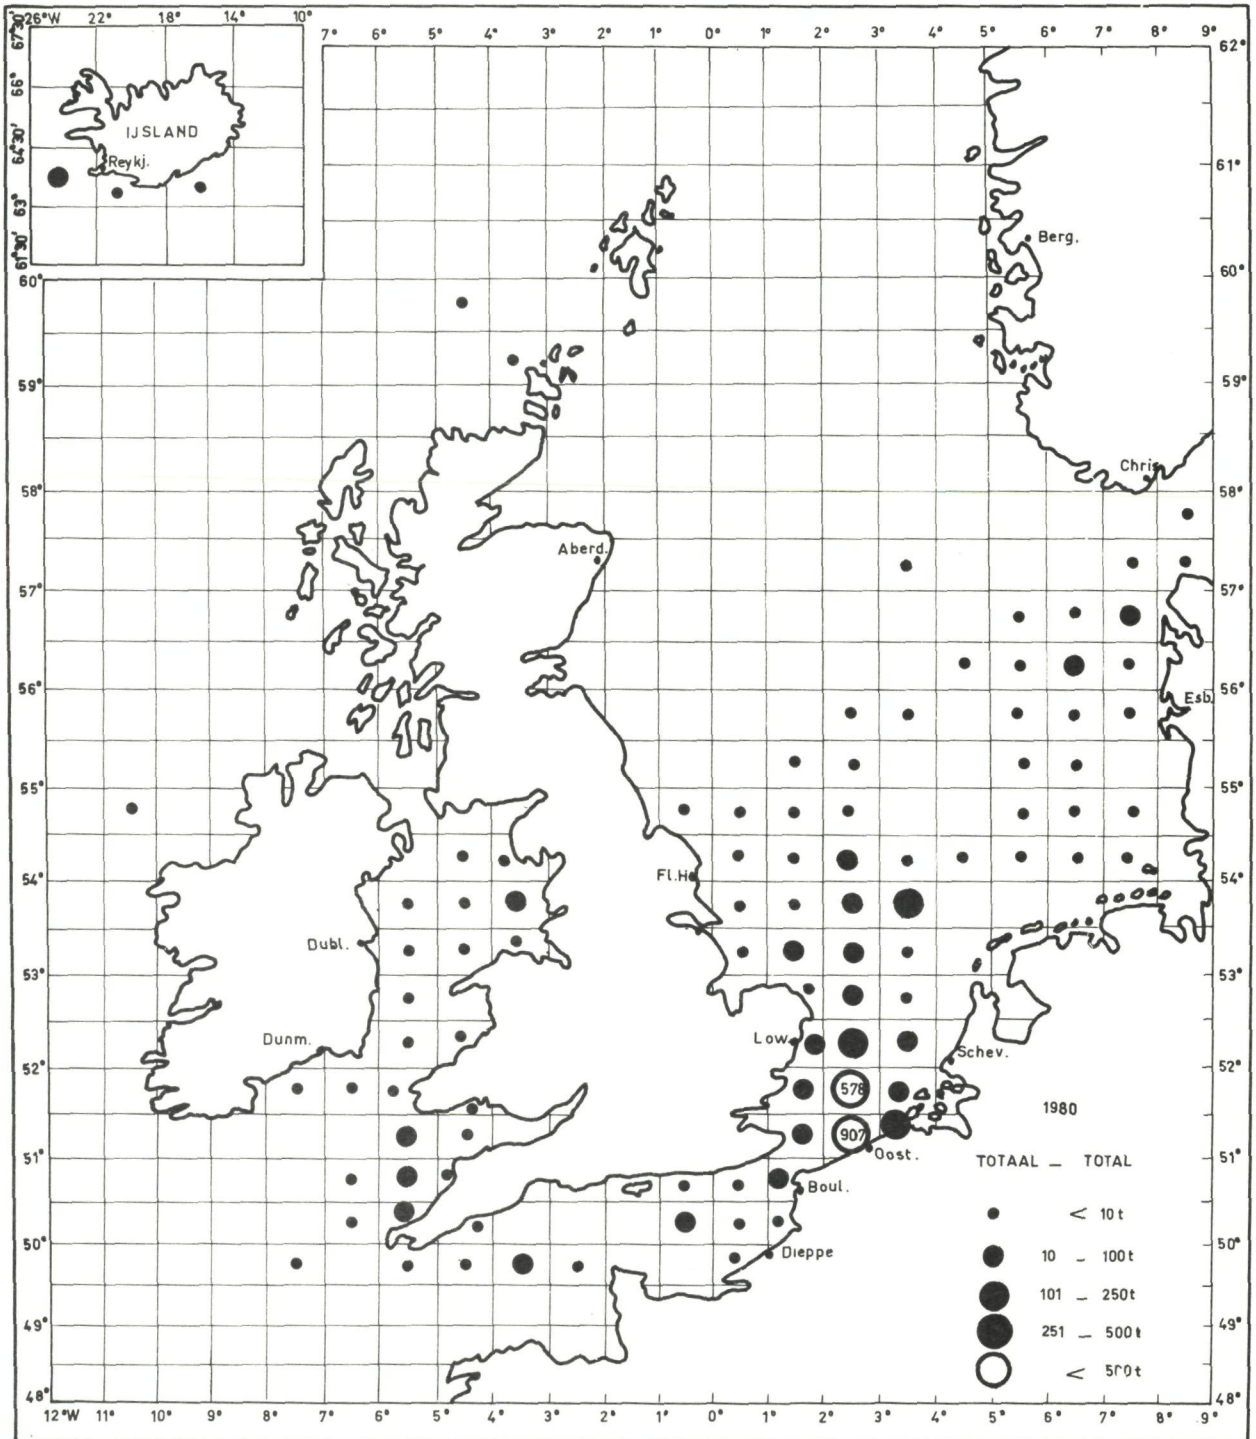 26°W 22° 18° 14° 10°
67°30'
66°
64°30'
63°
61°30'
IJSLAND
Reykj.
7° 6° 5° 4° 3° 2° 1° 0° 1° 2° 3° 4° 5° 6° 7° 8° 9°
62°
61°
Berg.
60° 60°
59° 59°
Chris
58° 58°
Aberd.
57° 57°
56° 56°
Esb.
55° 55°
54° 54°
Fl.H
Dubl.
53° 53°
Dunm.
Low.
Schev.
52° 52°
578
1980
907
Oost.
51° 51°
TOTAAL _ TOTAL
Boul.
< 10t
50° 50°
Dieppe
10 _ 100t
101 _ 250t
49° 49°
251 _ 500t
< 500t
48° 48°
12°W 11° 10° 9° 8° 7° 6° 5° 4° 3° 2° 1° 0° 1° 2° 3° 4° 5° 6° 7° 8° 9°